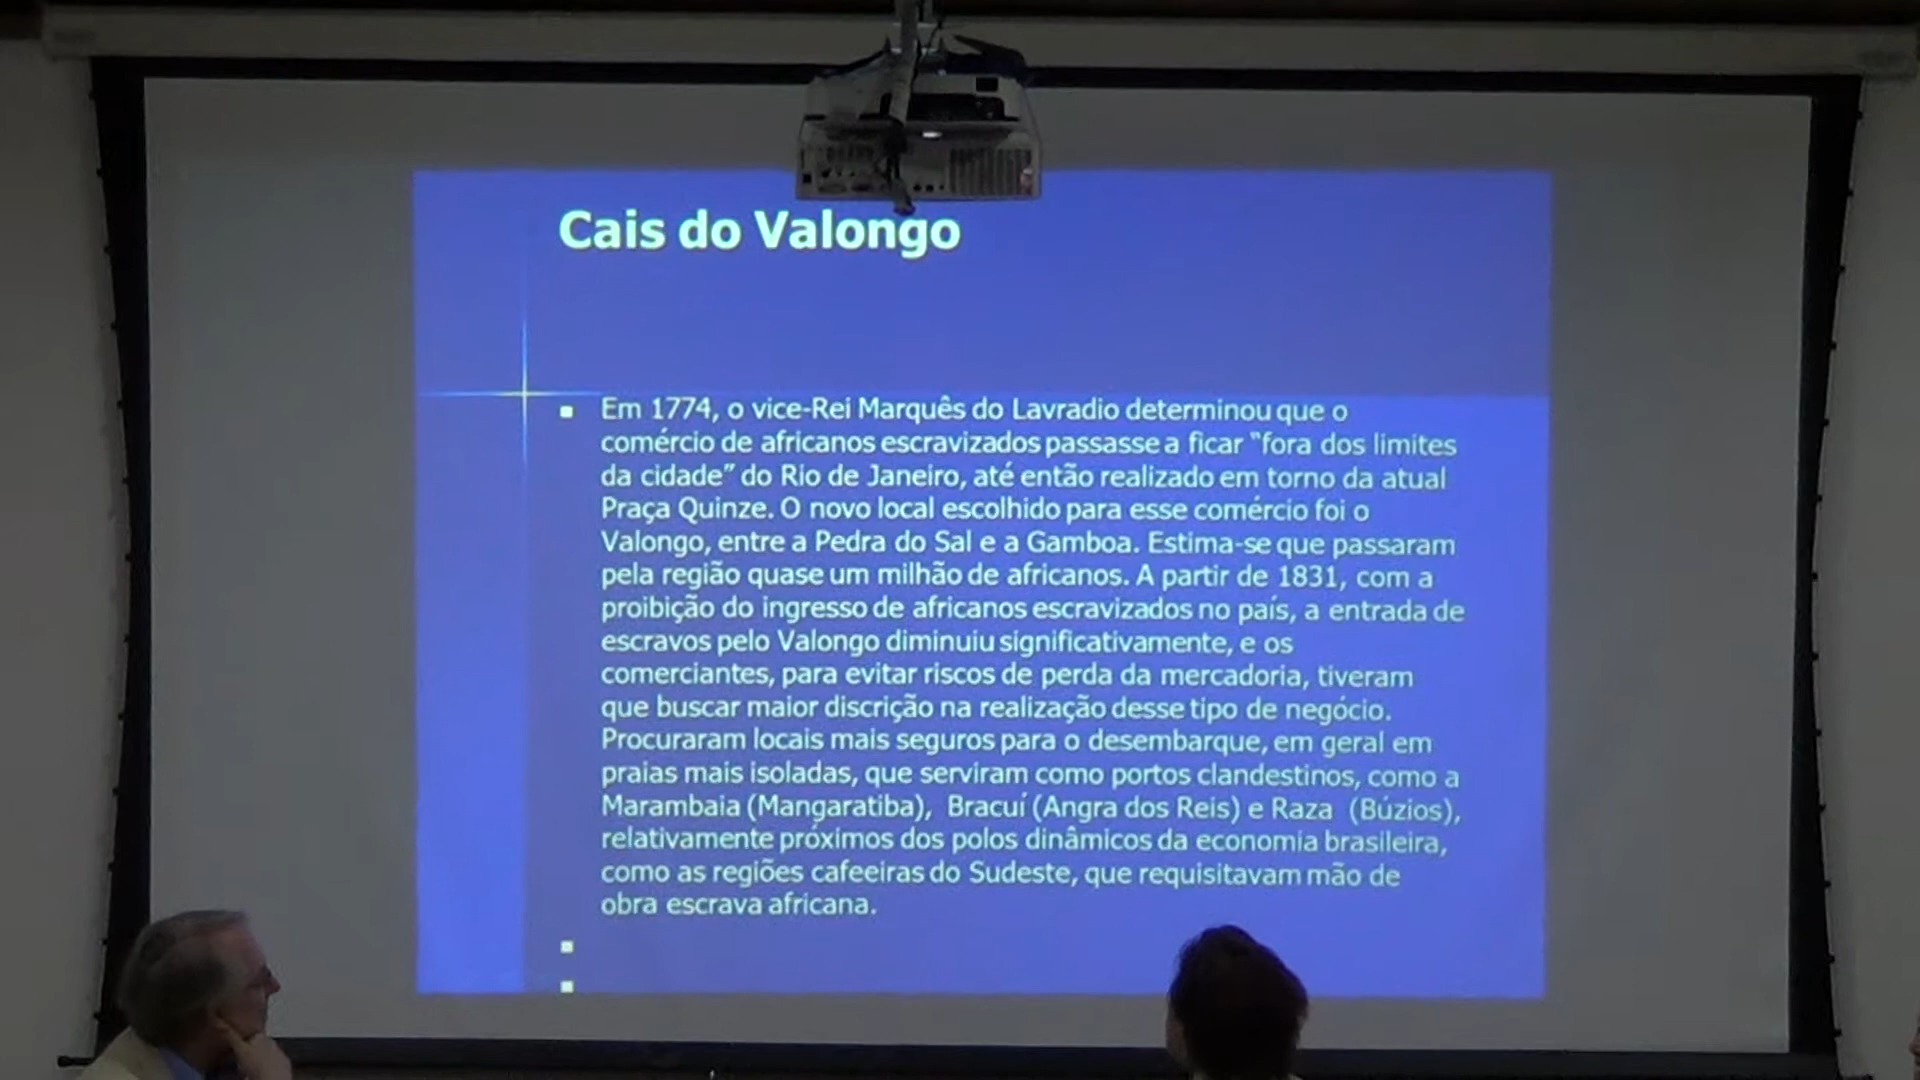 Cais do Valongo
Em 1774, o vice-Rei Marquês do Lavradio determinou que o
comércio de africanos escravizados passasse a ficar "fora dos limites
da cidade" do Rio de Janeiro, até então realizado em torno da atual
Praça Quinze. O novo local escolhido para esse comércio foi o
Valongo, entre a Pedra do Sal e a Gamboa. Estima-se que passaram
pela região quase um milhão de africanos. A partir de 1831, com a
proibição do ingresso de africanos escravizados no país, a entrada de
escravos pelo Valongo diminuiu significativamente, e os
comerciantes, para evitar riscos de perda da mercadoria, tiveram
que buscar maior discrição na realização desse tipo de negócio.
Procuraram locais mais seguros para o desembarque, em geral em
praias mais isoladas, que serviram como portos clandestinos, como a
Marambaia (Mangaratiba), Bracuí (Angra dos Reis) e Raza (Búzios),
relativamente próximos dos polos dinâmicos da economia brasileira,
como as regiões cafeeiras do Sudeste, que requisitavam mão de
obra escrava africana.